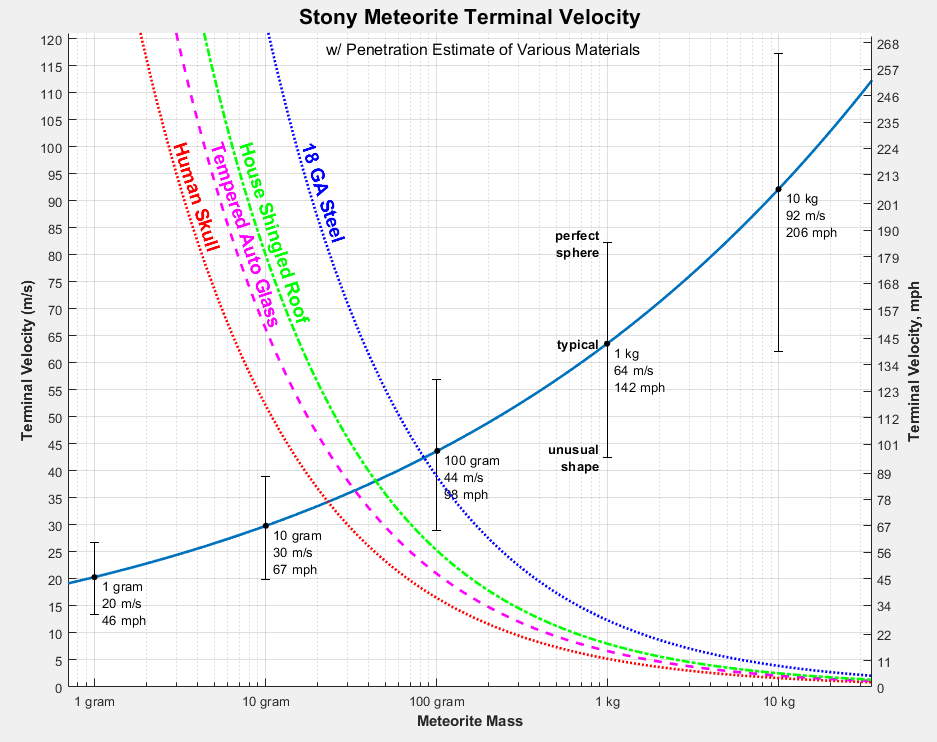 Stony Meteorite Terminal Velocity
w/ Penetration Estimate of Various Materials
Terminal Velocity (m/s)
120
115
110
105
100
95
90
85
80
75
70
65
60
55
50
45
40
35
30
25
20
15
10
5
0
Human Skull
Tempered Auto Glass
House Shingled Roof
18 GA Steel
1 gram
20 m/s
46 mph
10 gram
30 m/s
67 mph
100 gram
44 m/s
98 mph
perfect
sphere
typical
unusual
shape
1 kg
64 m/s
142 mph
10 kg
92 m/s
206 mph
268
257
246
235
224
213
201
190
179
168
157
145
134
123
112
101
89
78
67
56
45
34
22
11
0
Terminal Velocity, mph
1 gram
10 gram
100 gram
1 kg
10 kg
Meteorite Mass